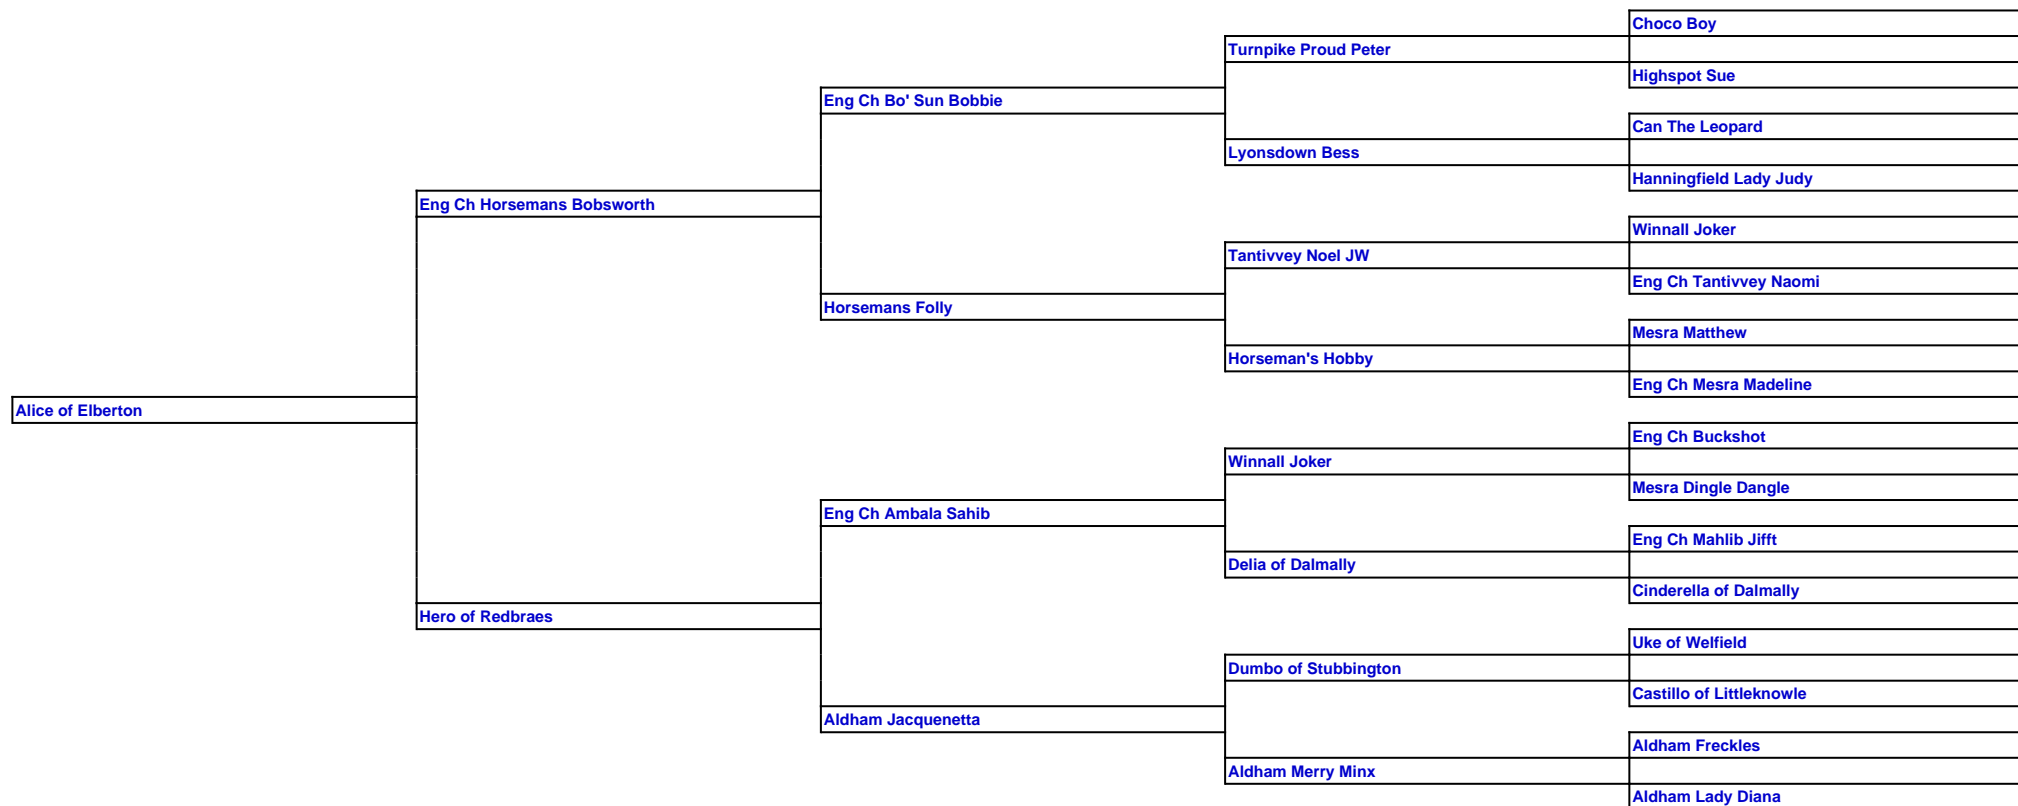 Choco Boy
Turnpike Proud Peter
Highspot Sue
Eng Ch Bo' Sun Bobbie
Can The Leopard
Lyonsdown Bess
Hanningfield Lady Judy
Eng Ch Horsemans Bobsworth
Winnall Joker
Tantivvey Noel JW
Eng Ch Tantivvey Naomi
Horsemans Folly
Mesra Matthew
Horseman's Hobby
Eng Ch Mesra Madeline
Alice of Elberton
Eng Ch Buckshot
Winnall Joker
Mesra Dingle Dangle
Eng Ch Ambala Sahib
Eng Ch Mahlib Jifft
Delia of Dalmally
Cinderella of Dalmally
Hero of Redbraes
Uke of Welfield
Dumbo of Stubbington
Castillo of Littleknowle
Aldham Jacquenetta
Aldham Freckles
Aldham Merry Minx
Aldham Lady Diana